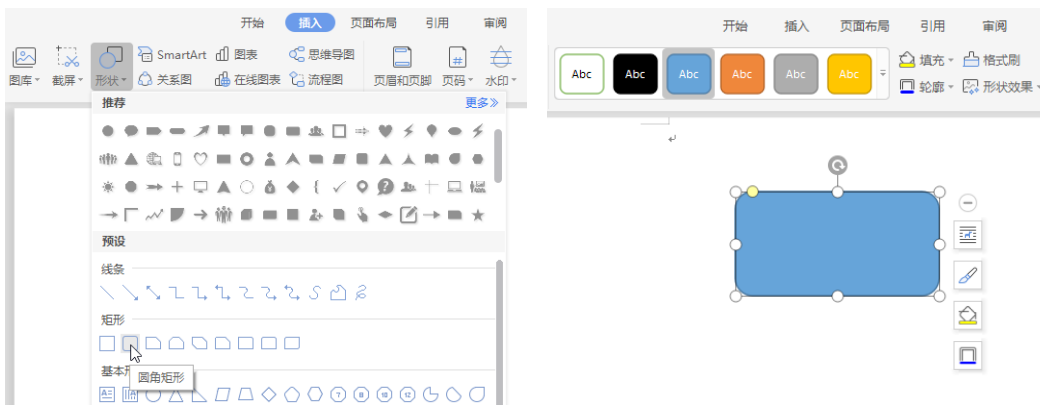 开始 插入 页面布局 引用 审阅
图库 截屏 形状 SmartArt 图表 思维导图 页眉和页脚 页码 水印
关系图 在线图表 流程图
推荐 更多
预设
线条
矩形
圆角矩形
开始 插入 页面布局 引用 审阅
Abc Abc Abc Abc Abc Abc 填充 格式刷
轮廓 形状效果